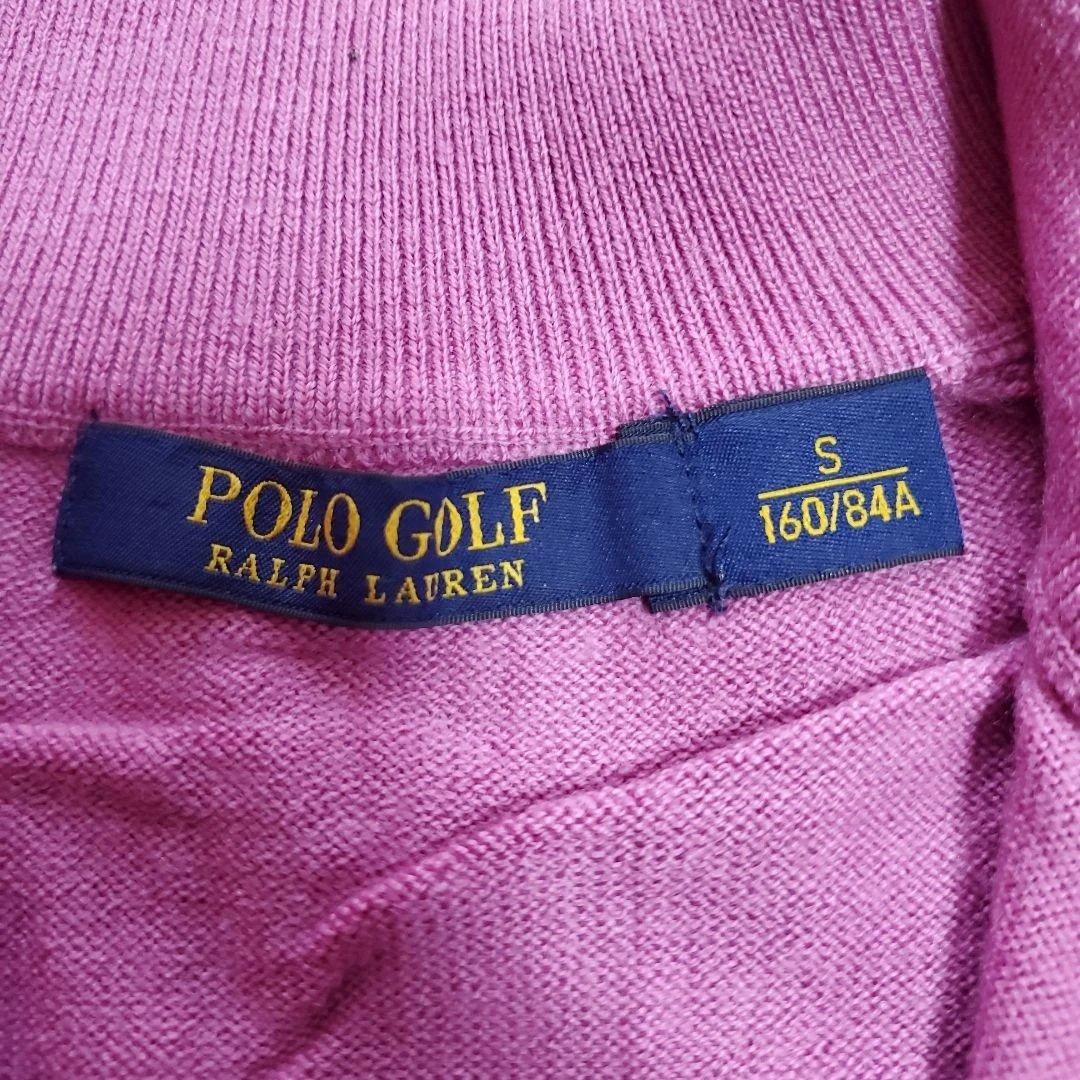 POLO GOLF
RALPH LAUREN
S
160/84A